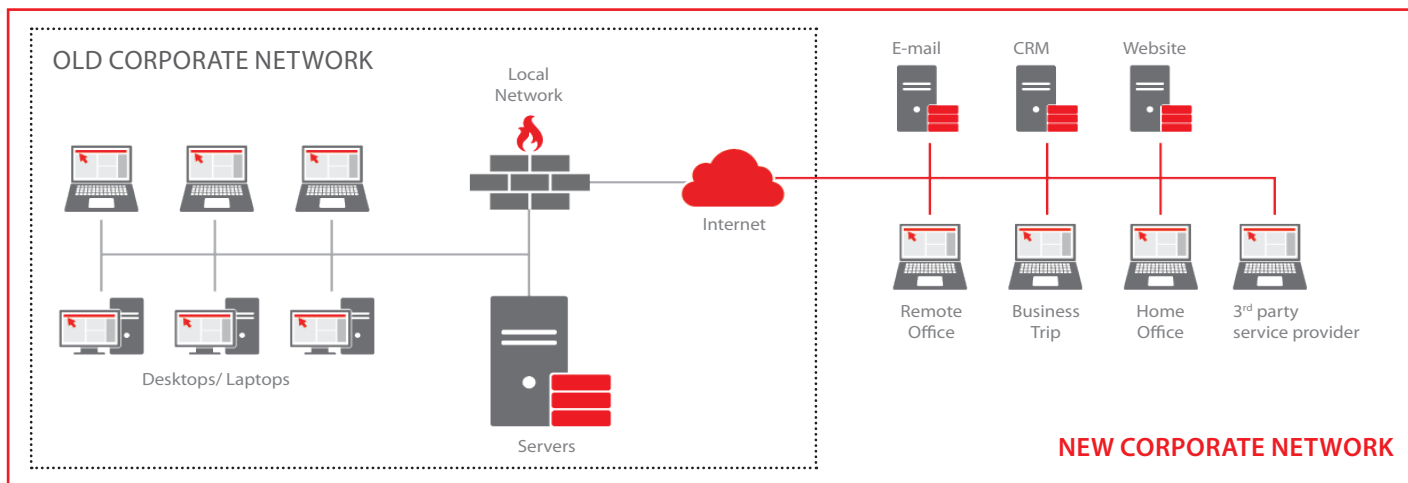 OLD CORPORATE NETWORK
Local
Network
Internet
Desktops/ Laptops
Servers
E-mail
CRM
Website
Remote
Office
Business
Trip
Home
Office
3rd party
service provider
NEW CORPORATE NETWORK